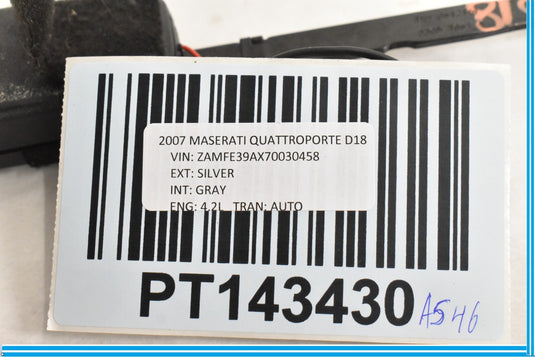 2007 MASERATI QUATTROPORTE D18
VIN: ZAMFE39AX70030458
EXT: SILVER
INT: GRAY
ENG: 4.2L TRAN: AUTO
PT143430
A546